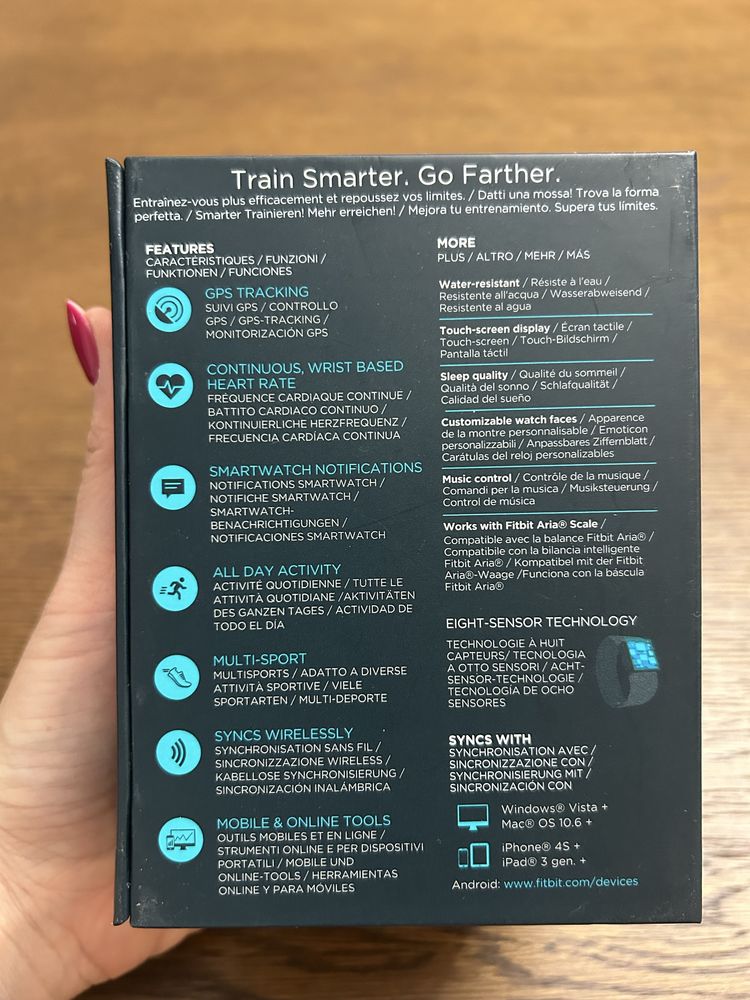 Train Smarter. Go Farther.
Entraînez-vous plus efficacement et repoussez vos limites. / Datti una mossa! Trova la forma
perfetta. / Smarter Trainieren! Mehr erreichen! / Mejora tu entrenamiento. Supera tus límites.
FEATURES
CARACTÉRISTIQUES / FUNZIONI /
FUNKTIONEN / FUNCIONES
GPS TRACKING
SUIVI GPS / CONTROLLO
GPS / GPS-TRACKING /
MONITORIZACIÓN GPS
CONTINUOUS, WRIST BASED
HEART RATE
FRÉQUENCE CARDIAQUE CONTINUE /
BATTITO CARDIACO CONTINUO /
KONTINUIERLICHE HERZFREQUENZ /
FRECUENCIA CARDÍACA CONTINUA
SMARTWATCH NOTIFICATIONS
NOTIFICATIONS SMARTWATCH /
NOTIFICHE SMARTWATCH /
SMARTWATCH-
BENACHRICHTIGUNGEN /
NOTIFICACIONES SMARTWATCH
ALL DAY ACTIVITY
ACTIVITÉ QUOTIDIENNE / TUTTE LE
ATTIVITÀ QUOTIDIANE /AKTIVITÄTEN
DES GANZEN TAGES / ACTIVIDAD DE
TODO EL DÍA
MULTI-SPORT
MULTISPORTS / ADATTO A DIVERSE
ATTIVITÀ SPORTIVE / VIELE
SPORTARTEN / MULTI-DEPORTE
SYNCS WIRELESSLY
SYNCHRONISATION SANS FIL /
SINCRONIZZAZIONE WIRELESS /
KABELLOSE SYNCHRONISIERUNG /
SINCRONIZACIÓN INALÁMBRICA
MOBILE & ONLINE TOOLS
OUTILS MOBILES ET EN LIGNE /
STRUMENTI ONLINE E PER DISPOSITIVI
PORTATILI / MOBILE UND
ONLINE-TOOLS / HERRAMIENTAS
ONLINE Y PARA MÓVILES
MORE
PLUS / ALTRO / MEHR / MÁS
Water-resistant / Résiste à l'eau /
Resistente all'acqua / Wasserabweisend /
Resistente al agua
Touch-screen display / Écran tactile /
Touch-screen / Touch-Bildschirm /
Pantalla táctil
Sleep quality / Qualité du sommeil /
Qualità del sonno / Schlafqualität /
Calidad del sueño
Customizable watch faces / Apparence
de la montre personnalisable / Emoticon
personalizzabili / Anpassbares Ziffernblatt /
Carátulas del reloj personalizables
Music control / Contrôle de la musique /
Comandi per la musica / Musiksteuerung /
Control de música
Works with Fitbit Aria® Scale /
Compatible avec la balance Fitbit Aria® /
Compatibile con la bilancia intelligente
Fitbit Aria® / Kompatibel mit der Fitbit
Aria®-Waage /Funciona con la báscula
Fitbit Aria®
EIGHT-SENSOR TECHNOLOGY
TECHNOLOGIE À HUIT
CAPTEURS/ TECNOLOGIA
A OTTO SENSORI / ACHT-
SENSOR-TECHNOLOGIE /
TECNOLOGÍA DE OCHO
SENSORES
SYNCS WITH
SYNCHRONISATION AVEC /
SINCRONIZZAZIONE CON /
SYNCHRONISIERUNG MIT /
SINCRONIZACIÓN CON
Windows® Vista +
Mac® OS 10.6 +
iPhone® 4S +
iPad® 3 gen. +
Android: www.fitbit.com/devices